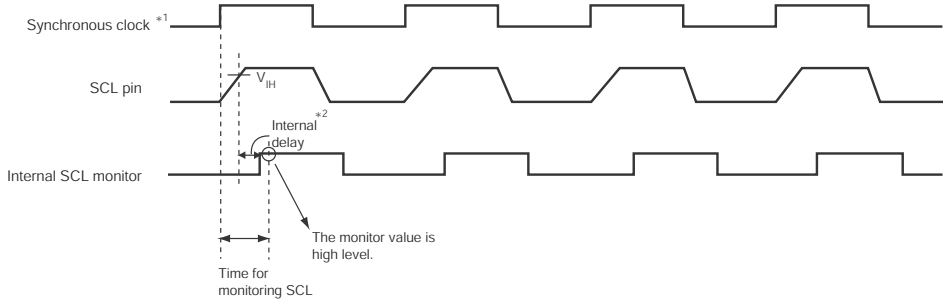 Synchronous clock *1
SCL pin
VIH
Internal *2
delay
Internal SCL monitor
The monitor value is
high level.
Time for
monitoring SCL